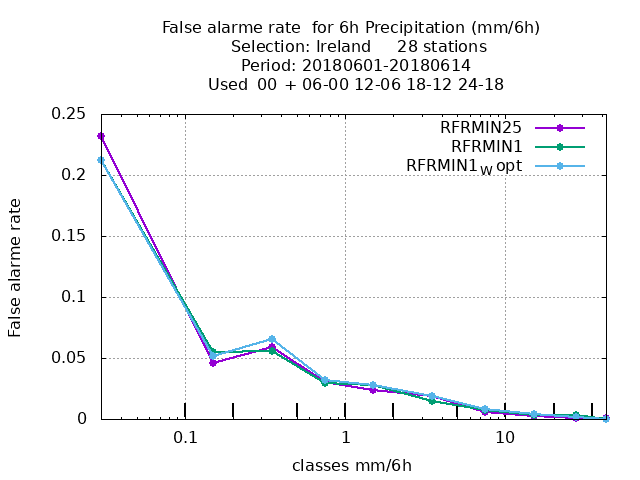 False alarme rate  for 6h Precipitation (mm/6h)
Selection: Ireland     28 stations
Period: 20180601-20180614
Used  00  + 06-00 12-06 18-12 24-18
RFRMIN25
RFRMIN1
RFRMIN1W opt
False alarme rate
0.25
0.2
0.15
0.1
0.05
0
0.1 1 10
classes mm/6h